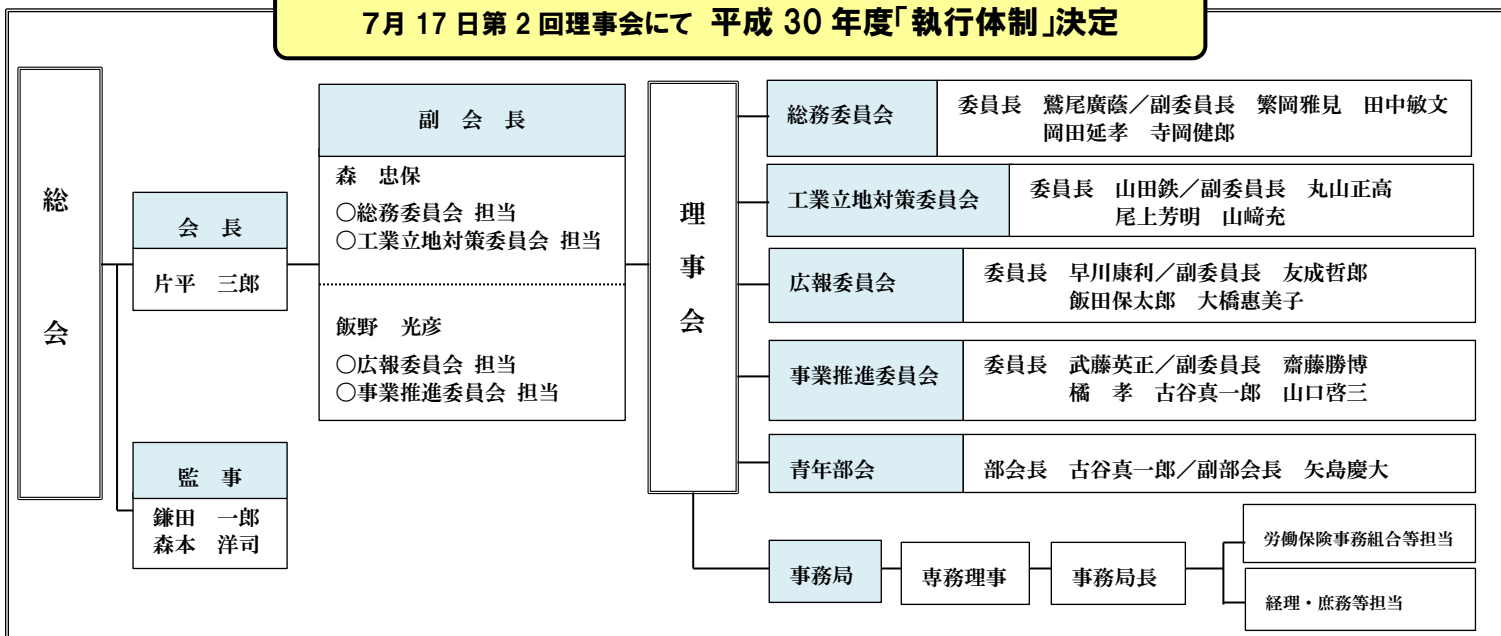 7月 17 日第 2 回理事会にて 平成 30 年度「執行体制」決定
総会
会 長
片平 三郎
監 事
鎌田 一郎
森本 洋司
副 会 長
森 忠保
○総務委員会 担当
○工業立地対策委員会 担当
飯野 光彦
○広報委員会 担当
○事業推進委員会 担当
理事会
総務委員会
委員長 鷲尾廣蔭／副委員長 繁岡雅見 田中敏文
岡田延孝 寺岡健郎
工業立地対策委員会
委員長 山田鉄／副委員長 丸山正高
尾上芳明 山﨑充
広報委員会
委員長 早川康利／副委員長 友成哲郎
飯田保太郎 大橋惠美子
事業推進委員会
委員長 武藤英正／副委員長 齋藤勝博
橘 孝 古谷真一郎 山口啓三
青年部会
部会長 古谷真一郎／副部会長 矢島慶大
事務局
専務理事
事務局長
労働保険事務組合等担当
経理・庶務等担当